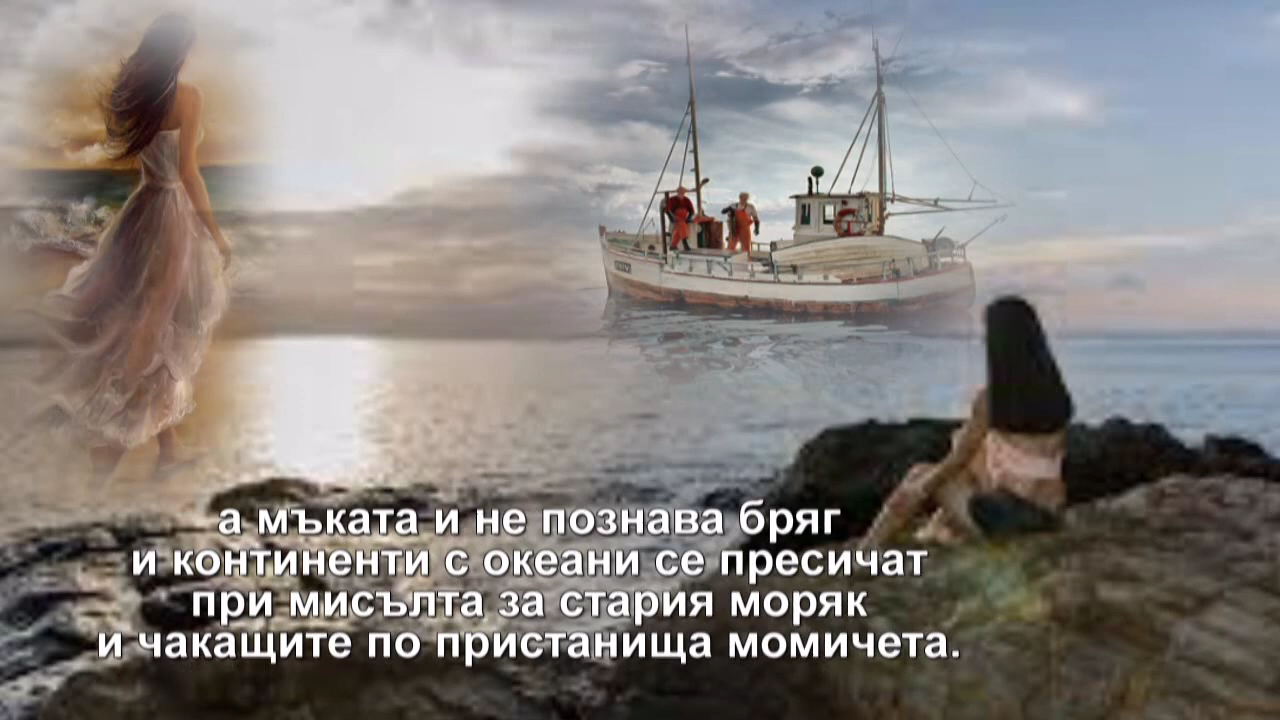 а мъката и не познава бряг
и континенти с океани се пресичат
при мисълта за стария моряк
и чакащите по пристанища момичета.